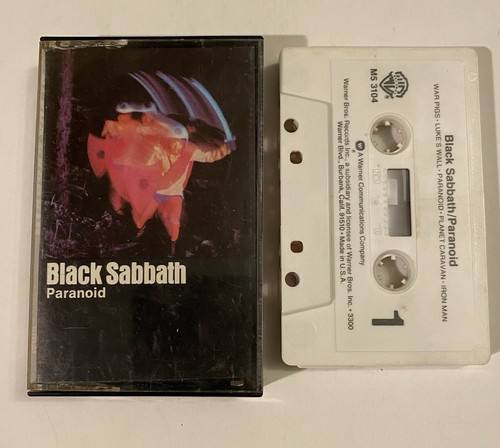 Black Sabbath
Paranoid
Black Sabbath/Paranoid
WAR PIGS • LUKE'S WALL • PARANOID • PLANET CARAVAN • IRON MAN
M5 3104
1
A Warner Communications Company
Warner Bros. Records Inc., a subsidiary and licensee of Warner Bros. Inc. • 3300
Warner Blvd., Burbank, Calif. 91510 • Made in U.S.A.